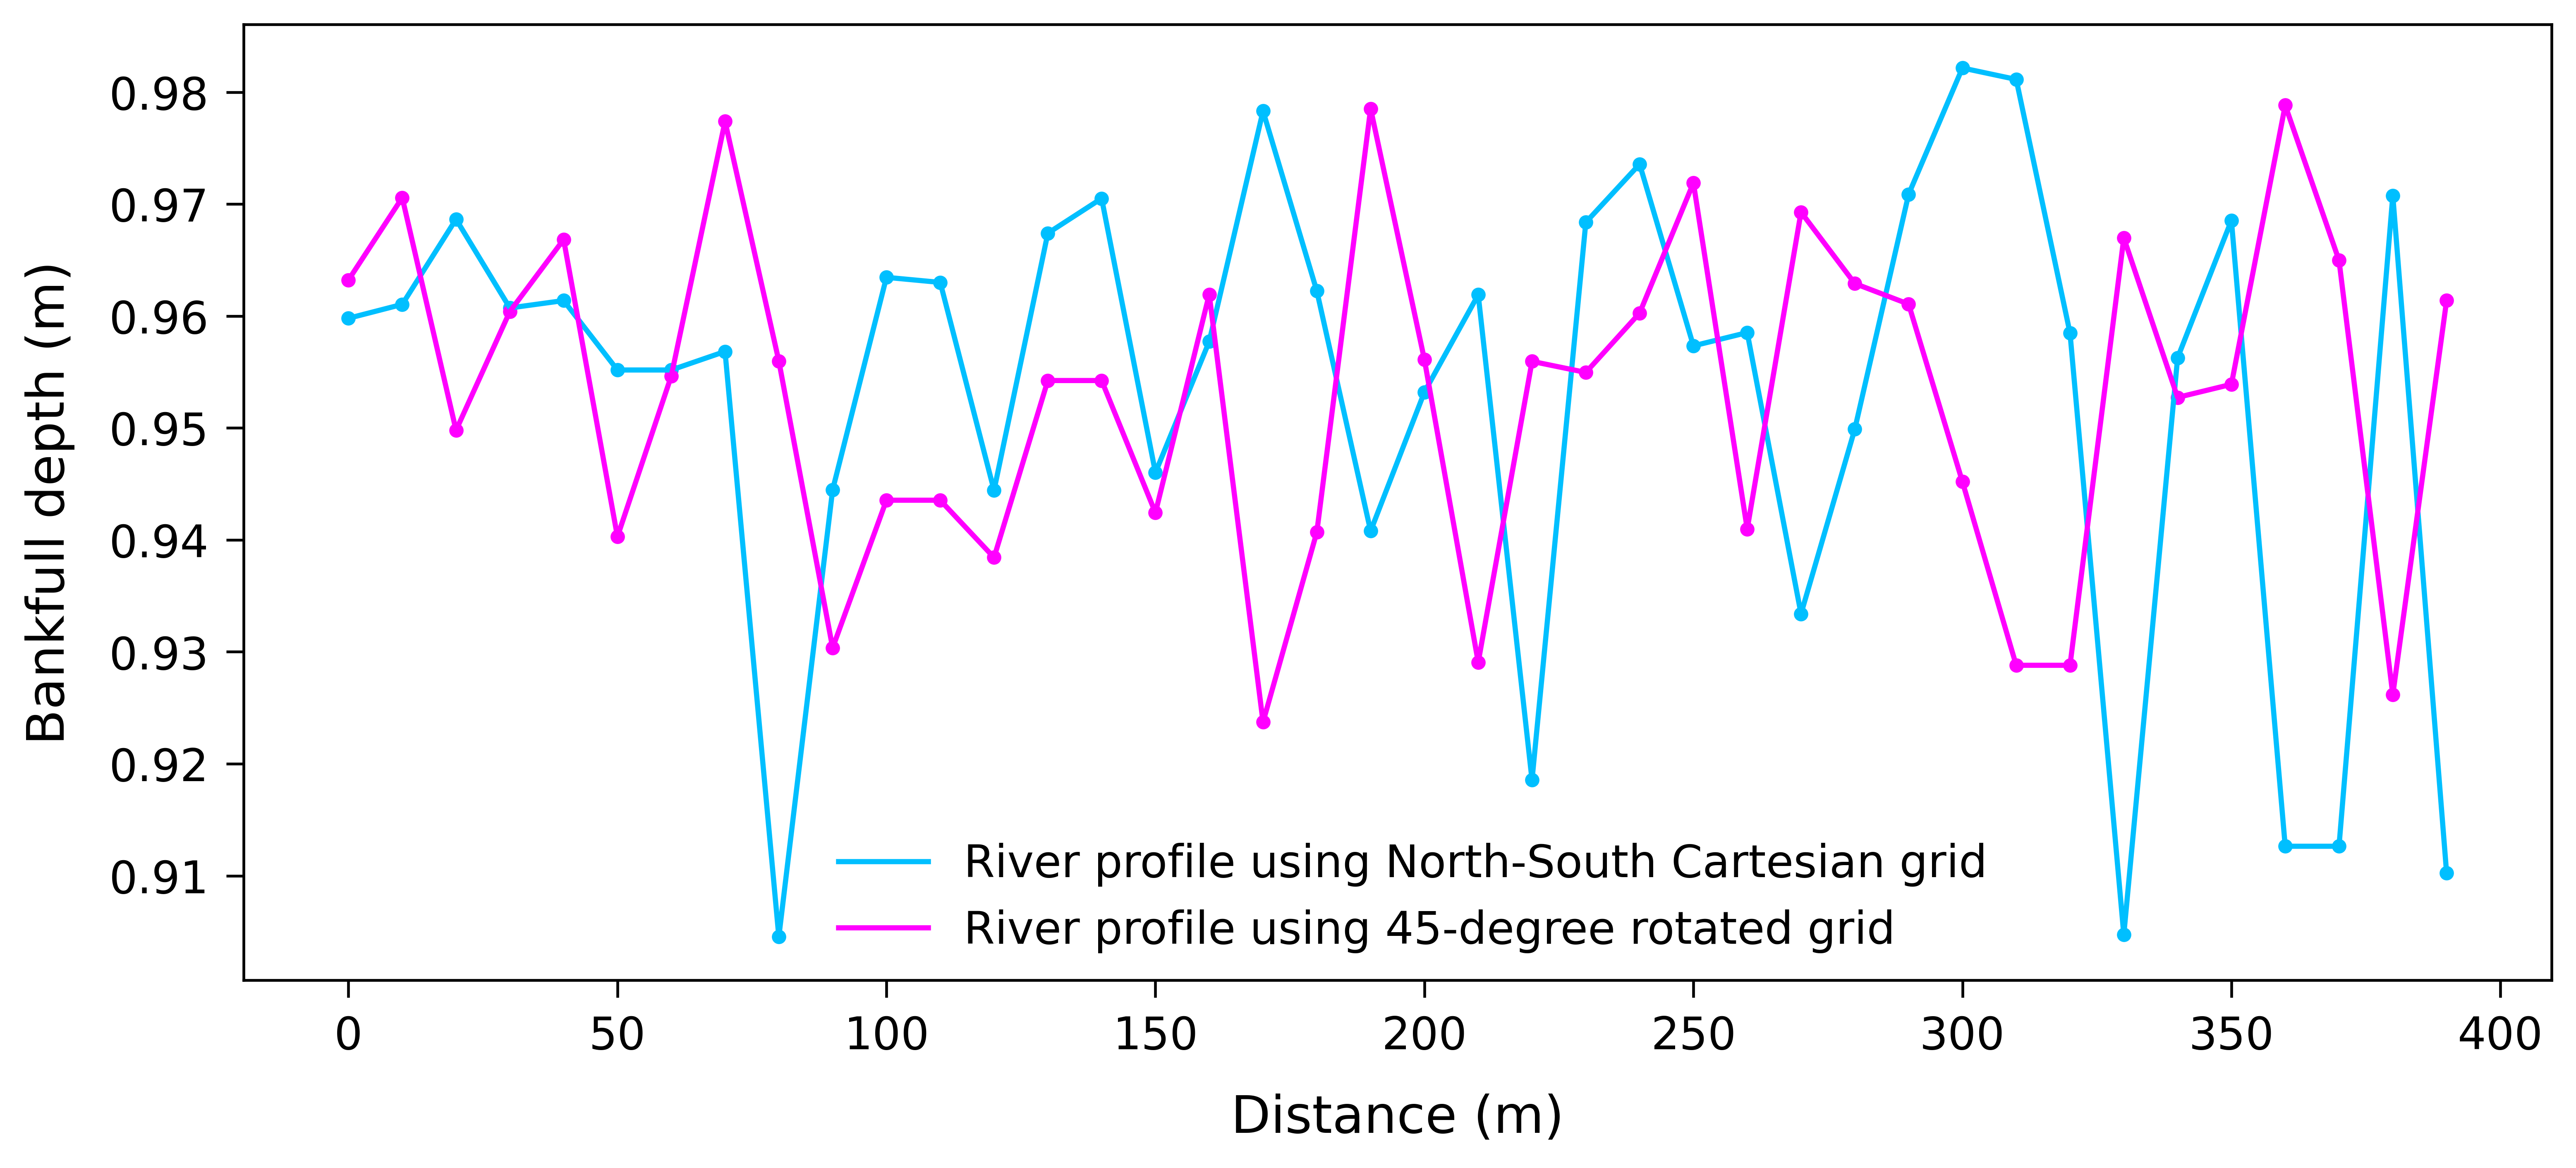 Bankfull depth (m)
0.98
0.97
0.96
0.95
0.94
0.93
0.92
0.91
River profile using North-South Cartesian grid
River profile using 45-degree rotated grid
0 50 100 150 200 250 300 350 400
Distance (m)